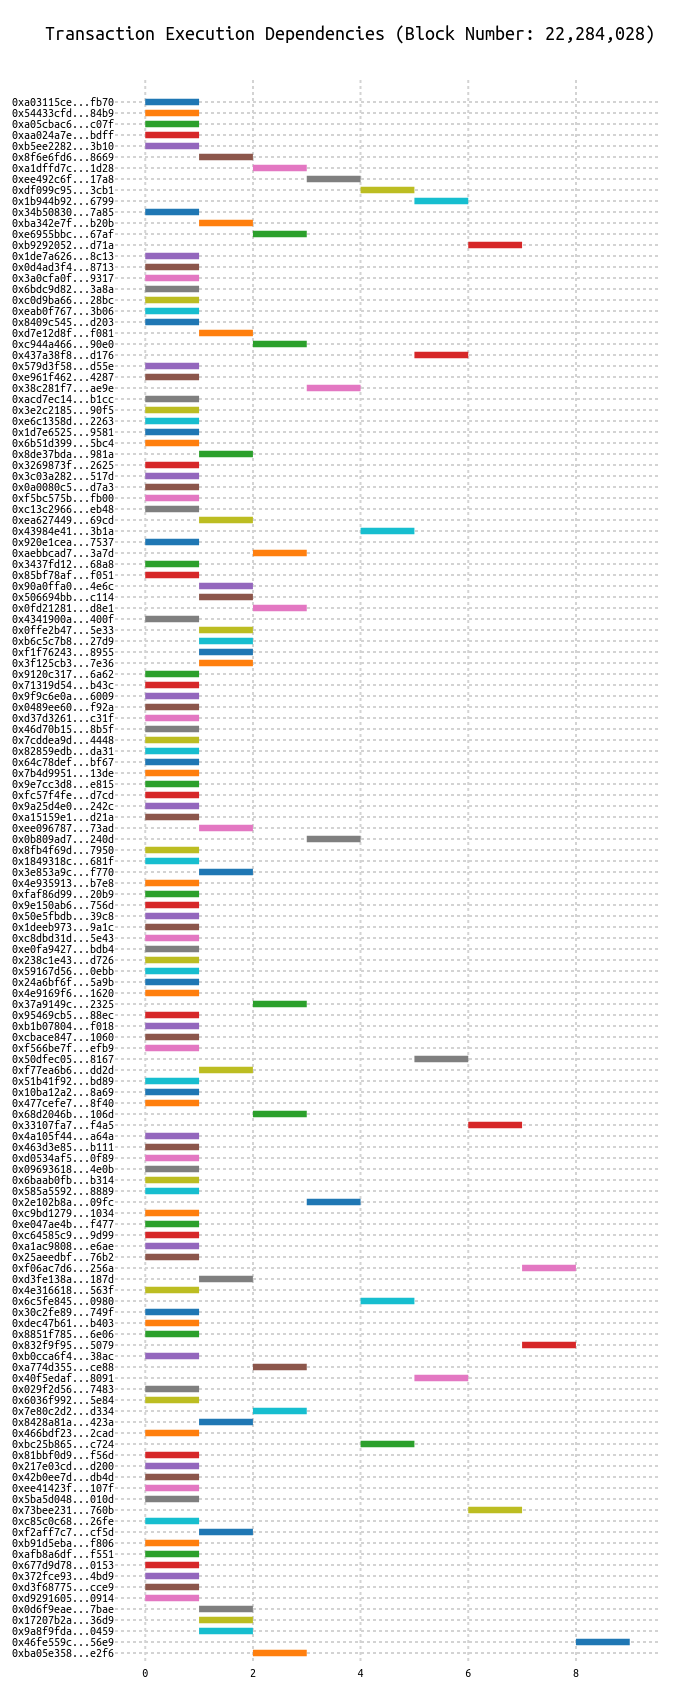 Transaction Execution Dependencies (Block Number: 22,284,028)
0xa03115ce...fb70
0x54433cfd...84b9
0xa05cbac6...c07f
0xaa024a7e...bdff
0xb5ee2282...3b10
0x8f6e6fd6...8669
0xa1dffd7c...1d28
0xee492c6f...17a8
0xdf099c95...3cb1
0x1b944b92...6799
0x34b50830...7a85
0xba342e7f...b20b
0xe6955bbc...67af
0xb9292052...d71a
0x1de7a626...8c13
0x0d4ad3f4...8713
0x3a0cfa0f...9317
0x6bdc9d82...3a8a
0xc0d9ba66...28bc
0xeab0f767...3b06
0x8409c545...d203
0xd7e12d8f...f081
0xc944a466...90e0
0x437a38f8...d176
0x579d3f58...d55e
0xe961f462...4287
0x38c281f7...ae9e
0xacd7ec14...b1cc
0x3e2c2185...90f5
0xe6c1358d...2263
0x1d7e6525...9581
0x6b51d399...5bc4
0x8de37bda...981a
0x3269873f...2625
0x3c03a282...517d
0x0a0080c5...d7a3
0xf5bc575b...fb00
0xc13c2966...eb48
0xea627449...69cd
0x43984e41...3b1a
0x920e1cea...7537
0xaebbcad7...3a7d
0x3437fd12...68a8
0x85bf78af...f051
0x90a0ffa0...4e6c
0x506694bb...c114
0x0fd21281...d8e1
0x4341900a...400f
0x0ffe2b47...5e33
0xb6c5c7b8...27d9
0xf1f76243...8955
0x3f125cb3...7e36
0x9120c317...6a62
0x71319d54...b43c
0x9f9c6e0a...6009
0x0489ee60...f92a
0xd37d3261...c31f
0x46d70b15...8b5f
0x7cddea9d...4448
0x82859edb...da31
0x64c78def...bf67
0x7b4d9951...13de
0x9e7cc3d8...e815
0xfc57f4fe...d7cd
0x9a25d4e0...242c
0xa15159e1...d21a
0xee096787...73ad
0x0b809ad7...240d
0x8fb4f69d...7950
0x1849318c...681f
0x3e853a9c...f770
0x4e935913...b7e8
0xfaf86d99...20b9
0x9e150ab6...756d
0x50e5fbdb...39c8
0x1deeb973...9a1c
0xc8dbd31d...5e43
0xe0fa9427...bdb4
0x238c1e43...d726
0x59167d56...0ebb
0x24a6bf6f...5a9b
0x4e9169f6...1620
0x37a9149c...2325
0x95469cb5...88ec
0xb1b07804...f018
0xcbace847...1060
0xf566be7f...efb9
0x50dfec05...8167
0xf77ea6b6...dd2d
0x51b41f92...bd89
0x10ba12a2...8a69
0x477cefe7...8f40
0x68d2046b...106d
0x33107fa7...f4a5
0x4a105f44...a64a
0x463d3e85...b111
0xd0534af5...0f89
0x09693618...4e0b
0x6baab0fb...b314
0x585a5592...8889
0x2e102b8a...09fc
0xc9bd1279...1034
0xe047ae4b...f477
0xc64585c9...9d99
0xa1ac9808...e6ae
0x25aeedbf...76b2
0xf06ac7d6...256a
0xd3fe138a...187d
0x4e316618...563f
0x6c5fe845...0980
0x30c2fe89...749f
0xdec47b61...b403
0x8851f785...6e06
0x832f9f95...5079
0xb0cca6f4...38ac
0xa774d355...ce88
0x40f5edaf...8091
0x029f2d56...7483
0x6036f992...5e84
0x7e80c2d2...d334
0x8428a81a...423a
0x466bdf23...2cad
0xbc25b865...c724
0x81bbf0d9...f56d
0x217e03cd...d200
0x42b0ee7d...db4d
0xee41423f...107f
0x5ba5d048...010d
0x73bee231...760b
0xc85c0c68...26fe
0xf2aff7c7...cf5d
0xb91d5eba...f806
0xafb8a6df...f551
0x677d9d78...0153
0x372fce93...4bd9
0xd3f68775...cce9
0xd9291605...0914
0x0d6f9eae...7bae
0x17207b2a...36d9
0x9a8f9fda...0459
0x46fe559c...56e9
0xba05e358...e2f6
0 2 4 6 8